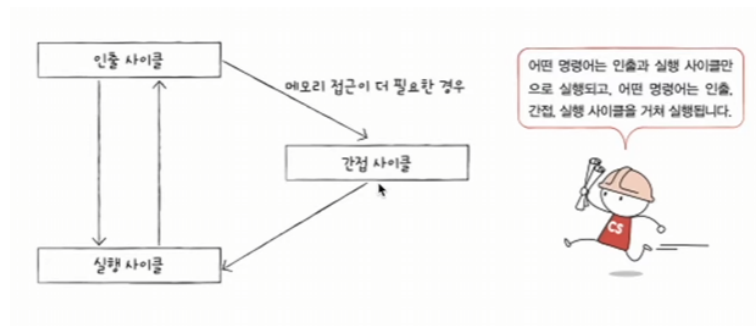 인출 사이클
메모리 접근이 더 필요한 경우
간접 사이클
실행 사이클
어떤 명령어는 인출과 실행 사이클만
으로 실행되고, 어떤 명령어는 인출,
간접, 실행 사이클을 거쳐 실행됩니다.
CS